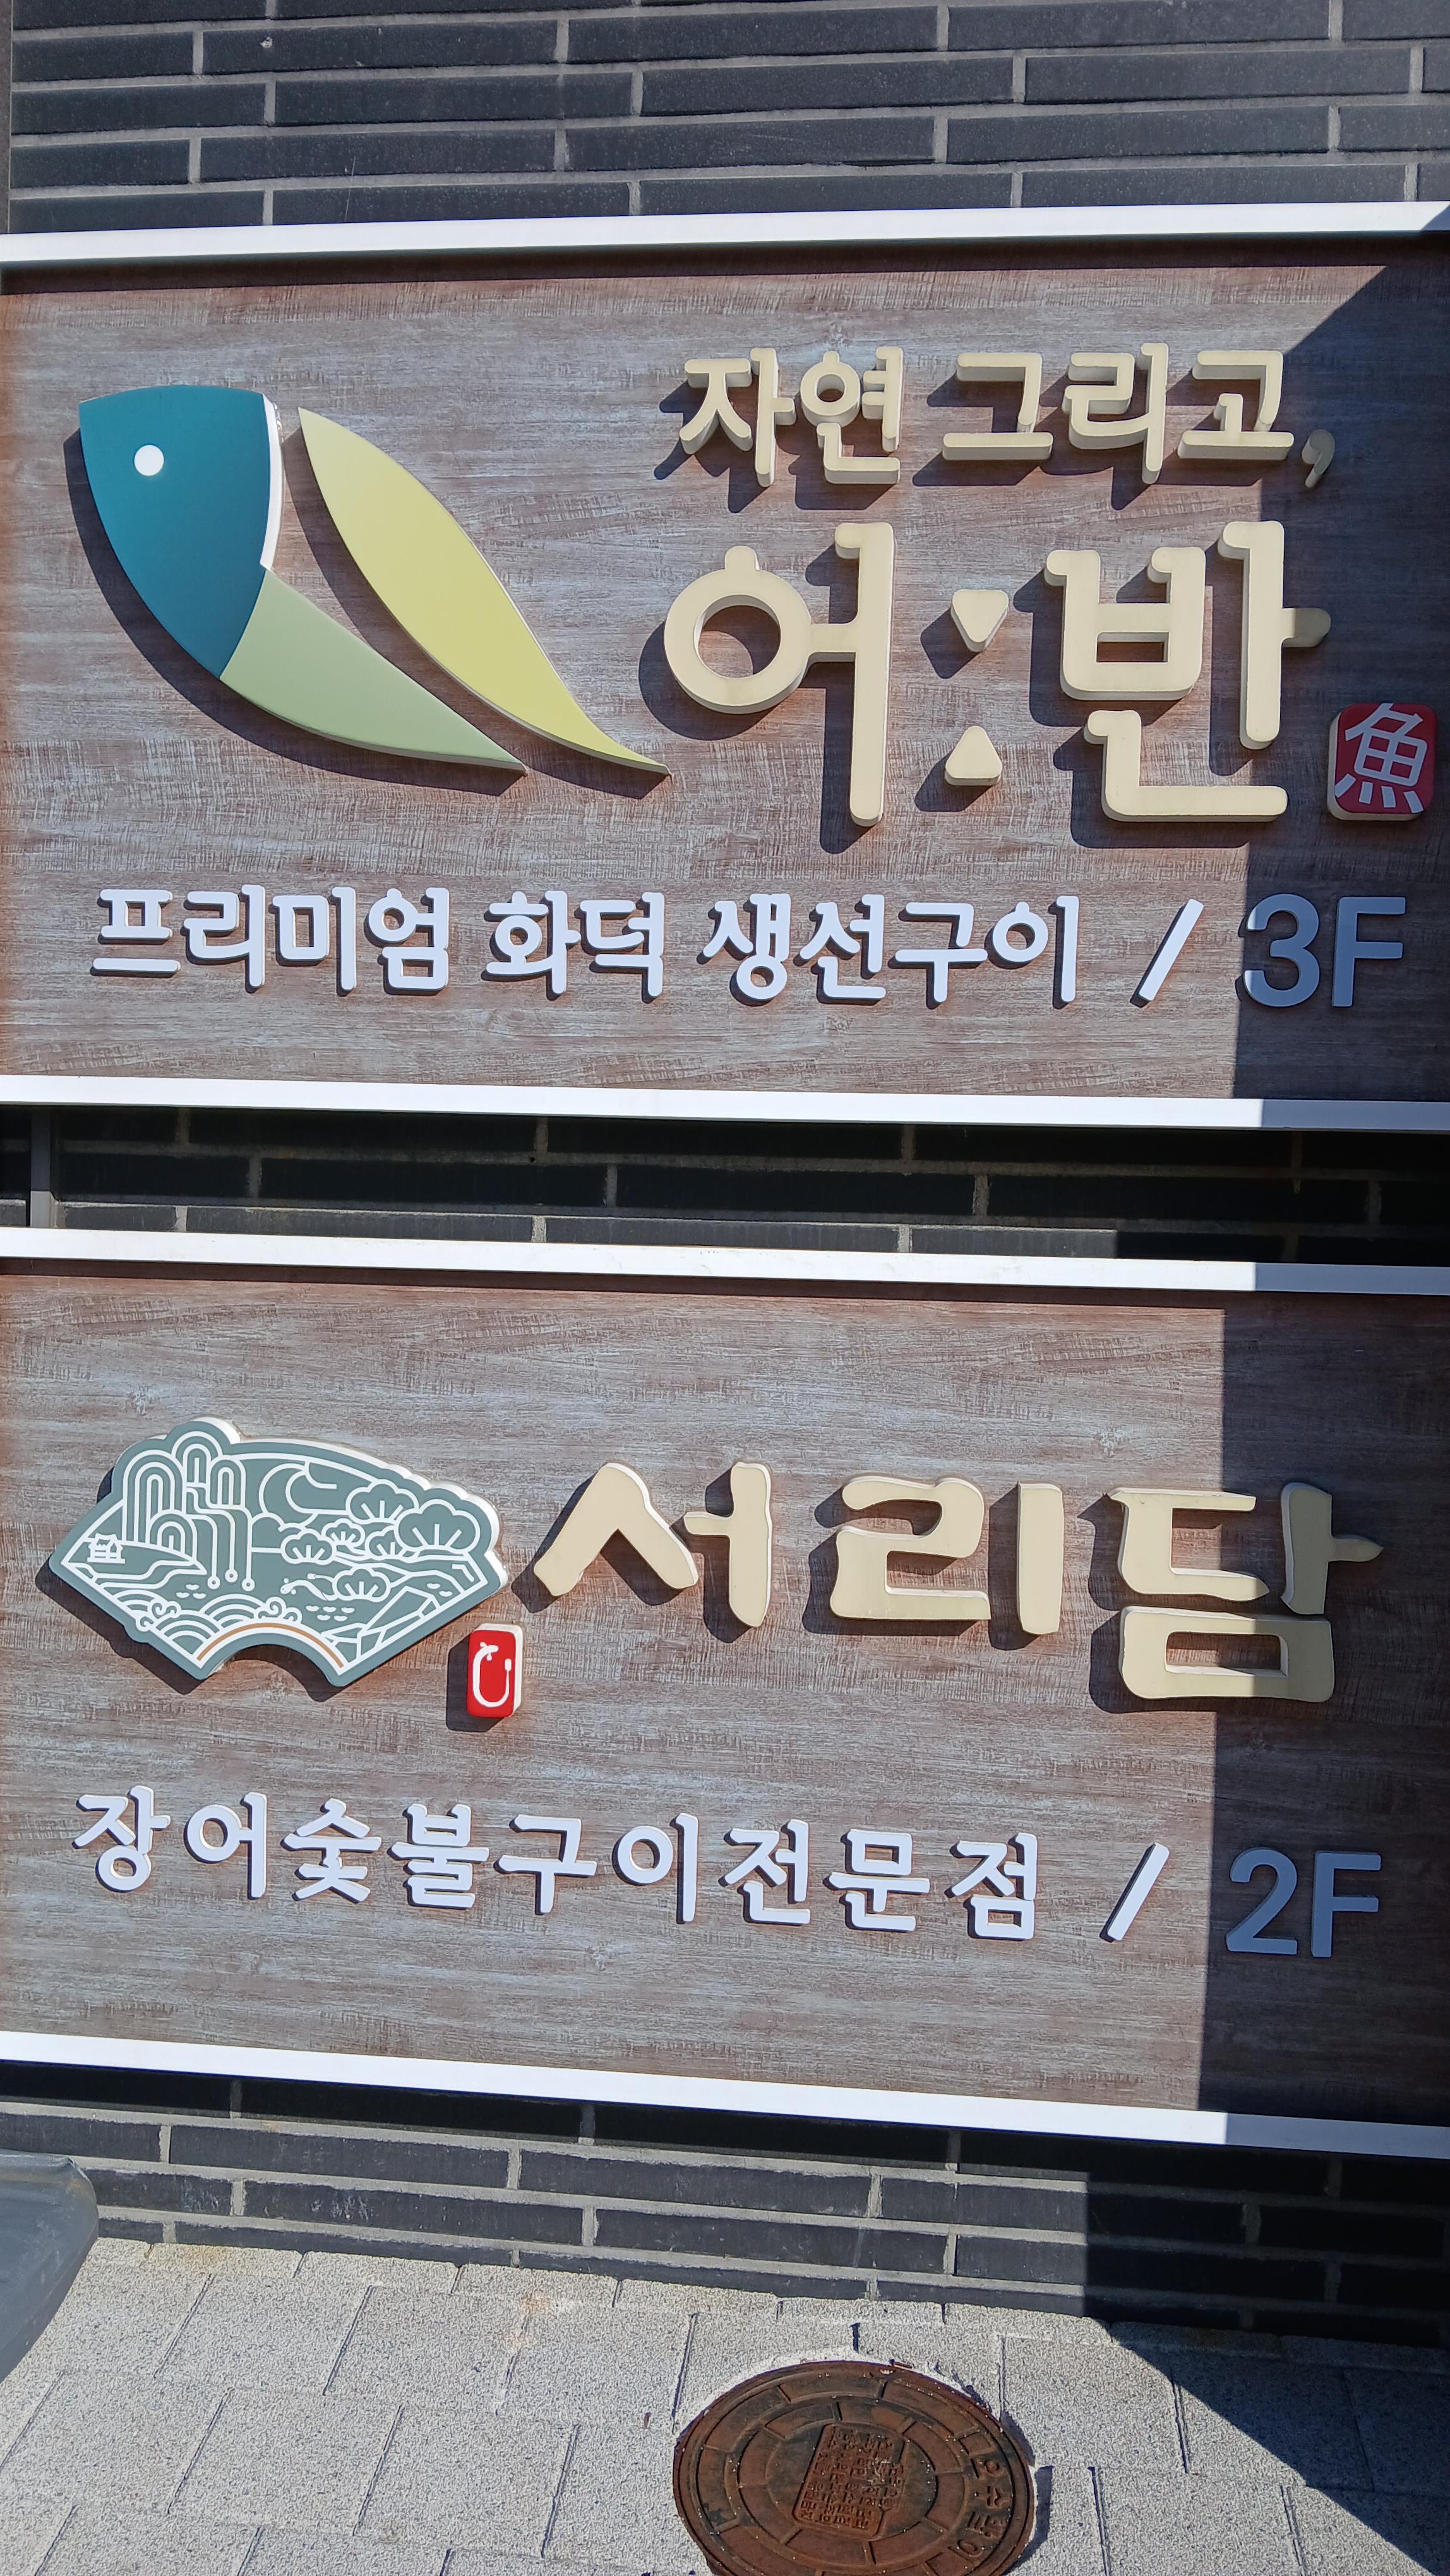 자연 그리고,
어:반
魚
프리미엄 화덕 생선구이 / 3F
서리담
장어숯불구이전문점 / 2F